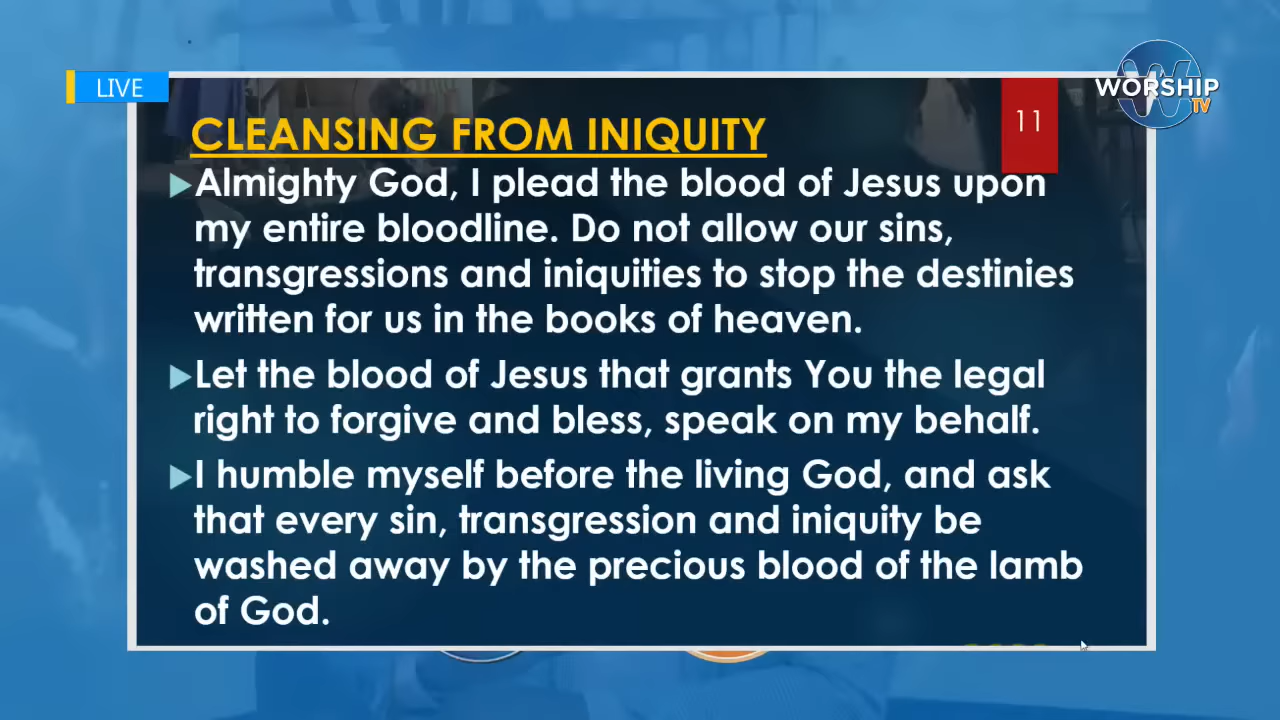 LIVE
WORSHIP
TV
11
CLEANSING FROM INIQUITY
Almighty God, I plead the blood of Jesus upon
my entire bloodline. Do not allow our sins,
transgressions and iniquities to stop the destinies
written for us in the books of heaven.
Let the blood of Jesus that grants You the legal
right to forgive and bless, speak on my behalf.
I humble myself before the living God, and ask
that every sin, transgression and iniquity be
washed away by the precious blood of the lamb
of God.